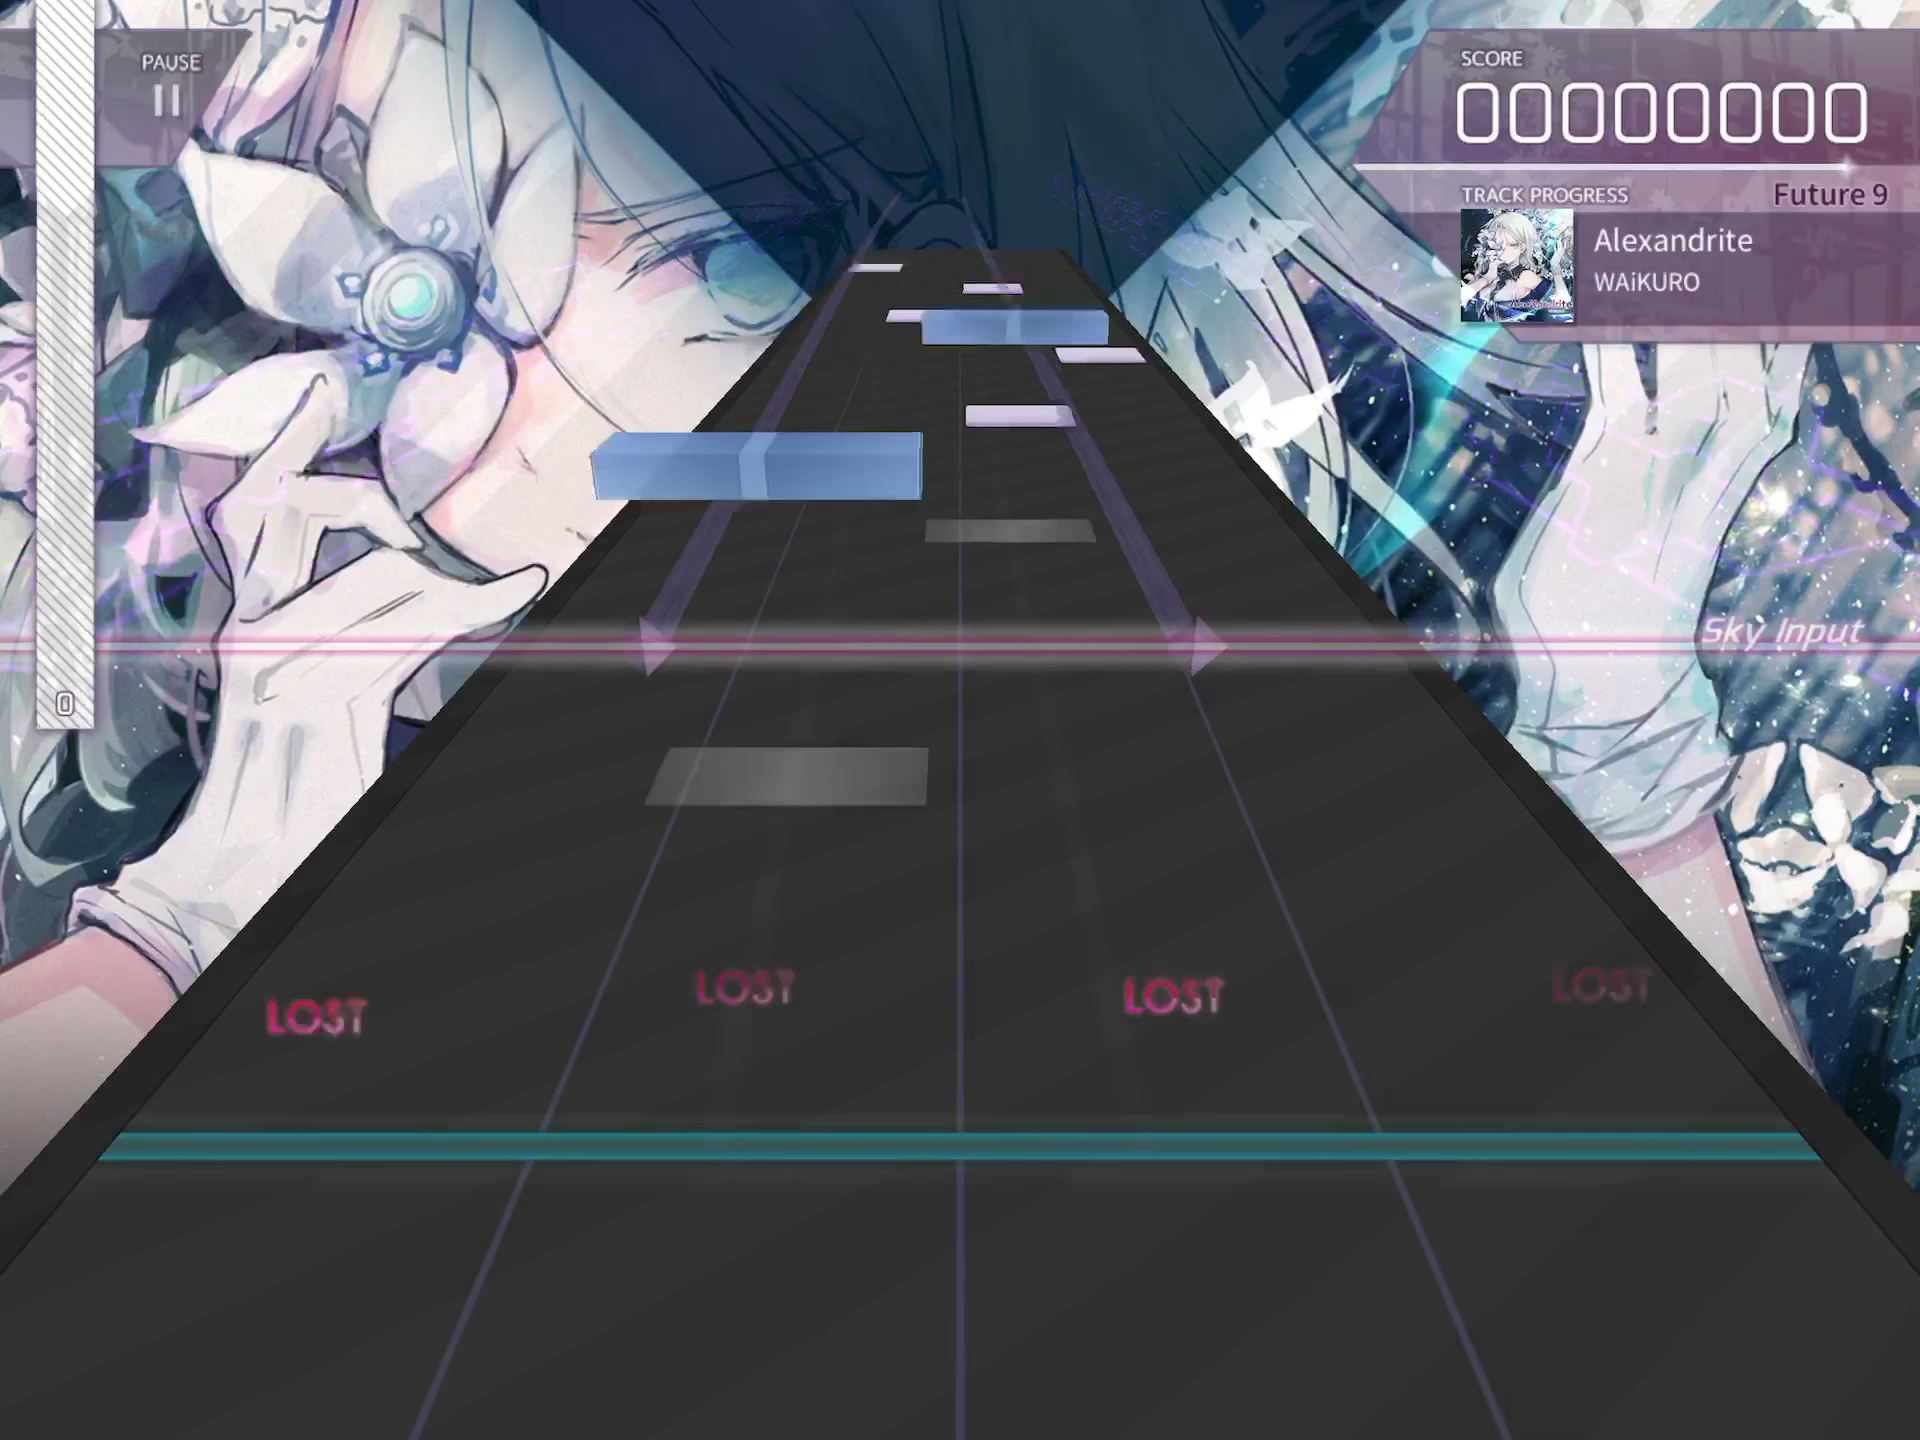 PAUSE
SCORE
00000000
TRACK PROGRESS
Future 9
Alexandrite
WAiKURO
Sky Input
0
LOST
LOST
LOST
LOST